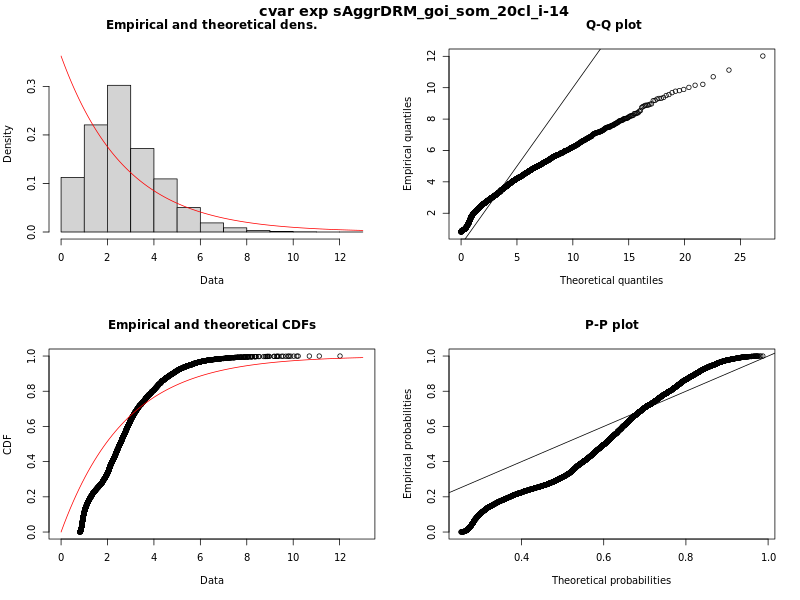 cvar exp sAggrDRM_goi_som_20cl_i-14
Empirical and theoretical dens.
Density
0.0 0.1 0.2 0.3
0 2 4 6 8 10 12
Data
Q-Q plot
Empirical quantiles
2 4 6 8 10 12
0 5 10 15 20 25
Theoretical quantiles
Empirical and theoretical CDFs
CDF
0.0 0.2 0.4 0.6 0.8 1.0
0 2 4 6 8 10 12
Data
P-P plot
Empirical probabilities
0.0 0.2 0.4 0.6 0.8 1.0
0.4 0.6 0.8 1.0
Theoretical probabilities